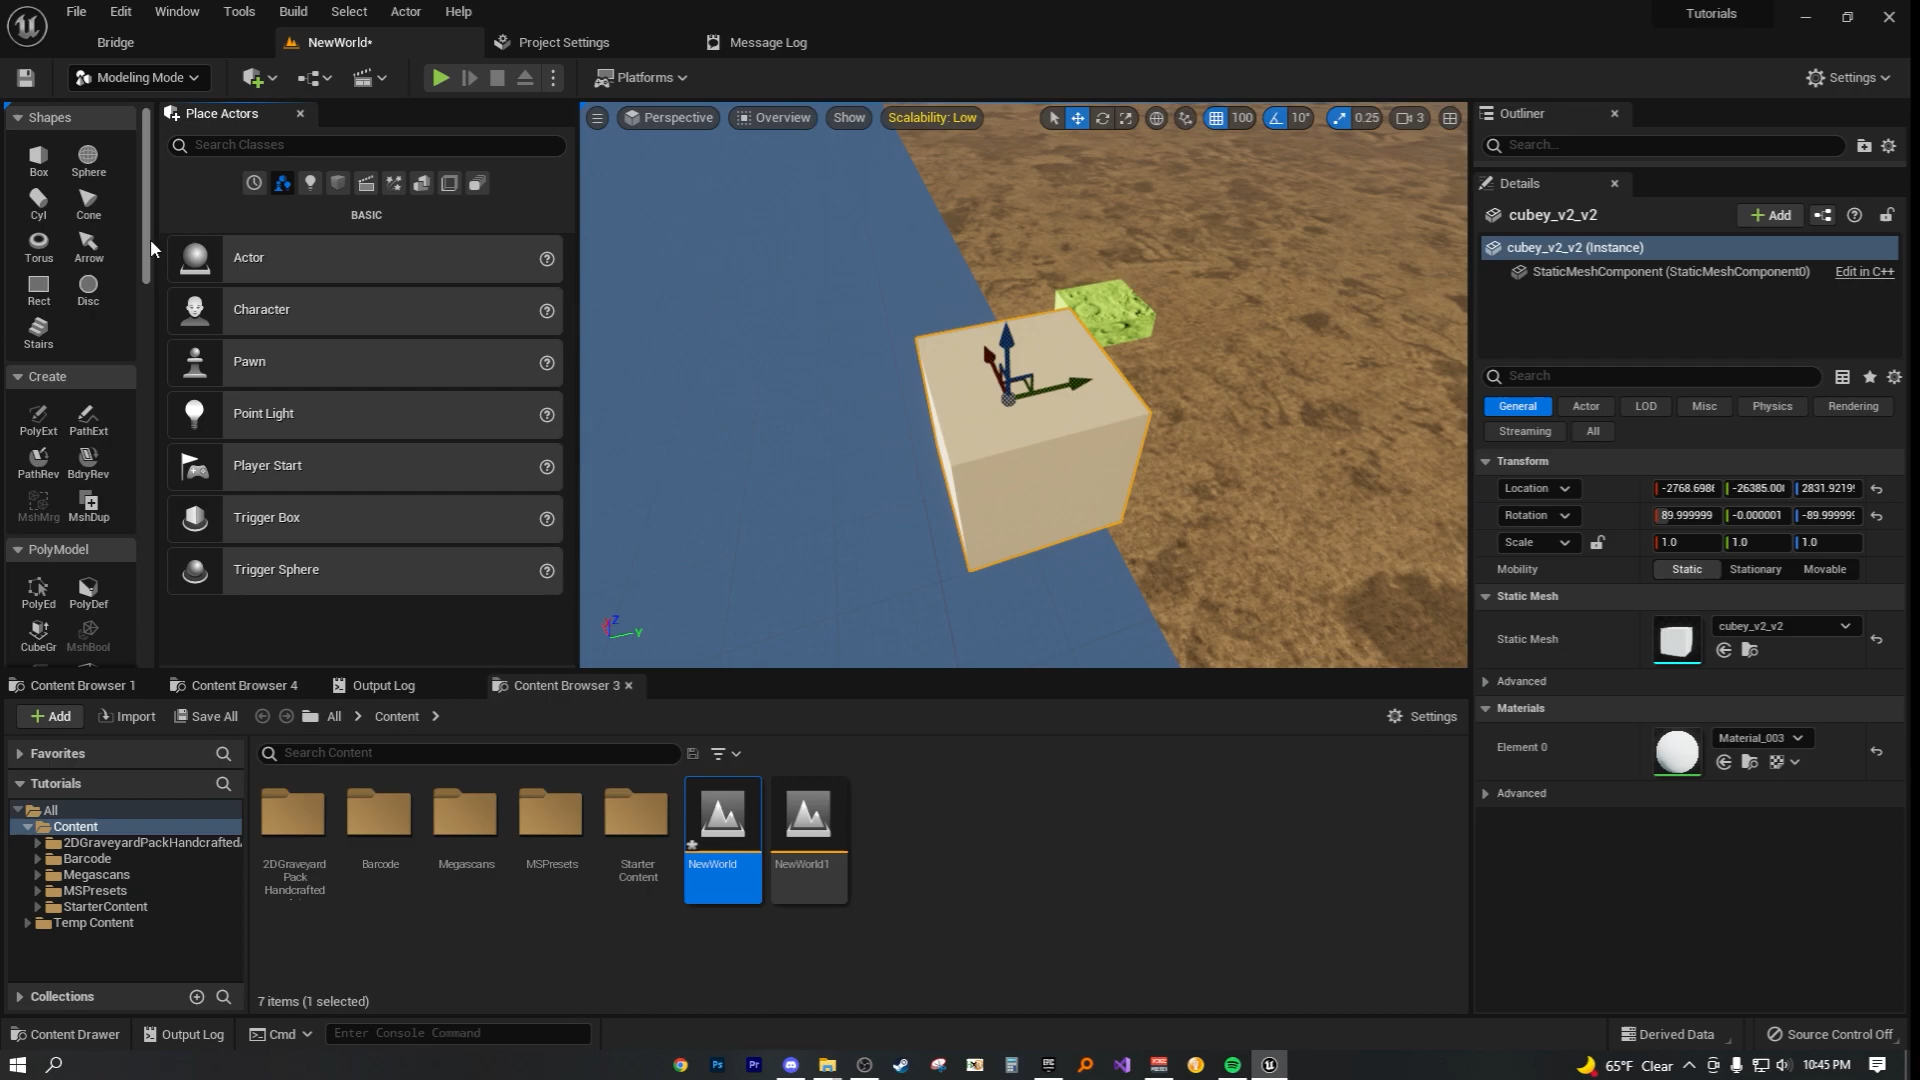 File Edit Window Tools Build Select Actor Help
Tutorials
Bridge
NewWorld*
Project Settings
Message Log
Modeling Mode
Platforms
Settings
Shapes
Box Sphere
Cyl Cone
Torus Arrow
Rect Disc
Stairs
Create
PolyExt PathExt
PathRev BdryRev
MshMrg MshDup
PolyModel
PolyEd PolyDef
CubeGr MshBool
Place Actors
Search Classes
BASIC
Actor
Character
Pawn
Point Light
Player Start
Trigger Box
Trigger Sphere
Perspective
Overview
Show
Scalability: Low
100
10°
0.25
3
Z
Y
Outliner
Search...
Details
cubey_v2_v2
Add
cubey_v2_v2 (Instance)
StaticMeshComponent (StaticMeshComponent0)
Edit in C++
Search
General Actor LOD Misc Physics Rendering
Streaming All
Transform
Location -2768.698 -26385.00 2831.9219
Rotation 89.999999 -0.000001 -89.99999
Scale 1.0 1.0 1.0
Mobility Static Stationary Movable
Static Mesh
Static Mesh
cubey_v2_v2
Advanced
Materials
Element 0
Material_003
Advanced
Content Browser 1
Content Browser 4
Output Log
Content Browser 3
Add
Import
Save All
All
Content
Settings
Favorites
Search Content
Tutorials
All
Content
2DGraveyardPackHandcrafted
Barcode
Megascans
MSPresets
StarterContent
Temp Content
2DGraveyard
Pack
Handcrafted
Barcode
Megascans
MSPresets
Starter
Content
NewWorld
NewWorld1
Collections
7 items (1 selected)
Content Drawer
Output Log
Cmd
Enter Console Command
Derived Data
Source Control Off
Ps
Pr
65°F Clear
10:45 PM